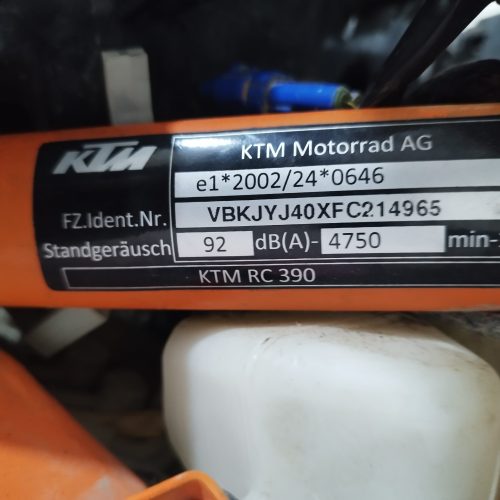 KTM
KTM Motorrad AG
e1*2002/24*0646
FZ.Ident.Nr. VBKJYJ40XFC214965
Standgeräusch 92 dB(A)- 4750 min-
KTM RC 390